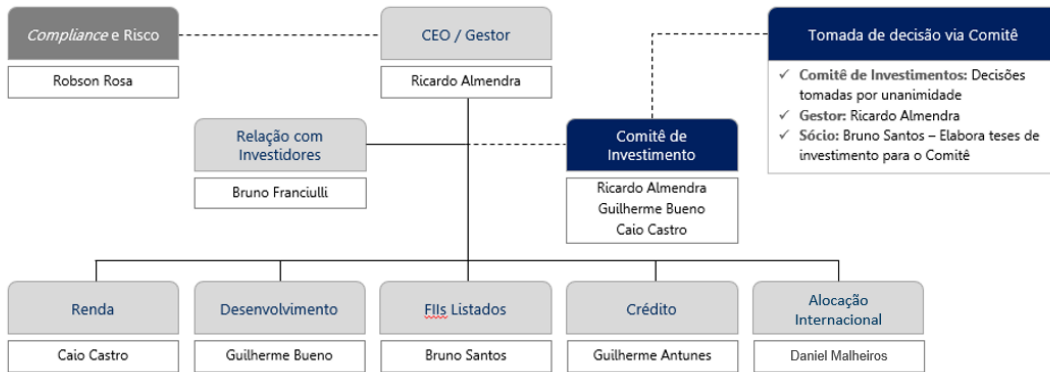 Compliance e Risco
Robson Rosa
CEO / Gestor
Ricardo Almendra
Tomada de decisão via Comitê
✓ Comitê de Investimentos: Decisões
tomadas por unanimidade
✓ Gestor: Ricardo Almendra
✓ Sócio: Bruno Santos – Elabora teses de
investimento para o Comitê
Relação com
Investidores
Bruno Franciulli
Comitê de
Investimento
Ricardo Almendra
Guilherme Bueno
Caio Castro
Renda
Caio Castro
Desenvolvimento
Guilherme Bueno
FIIs Listados
Bruno Santos
Crédito
Guilherme Antunes
Alocação
Internacional
Daniel Malheiros